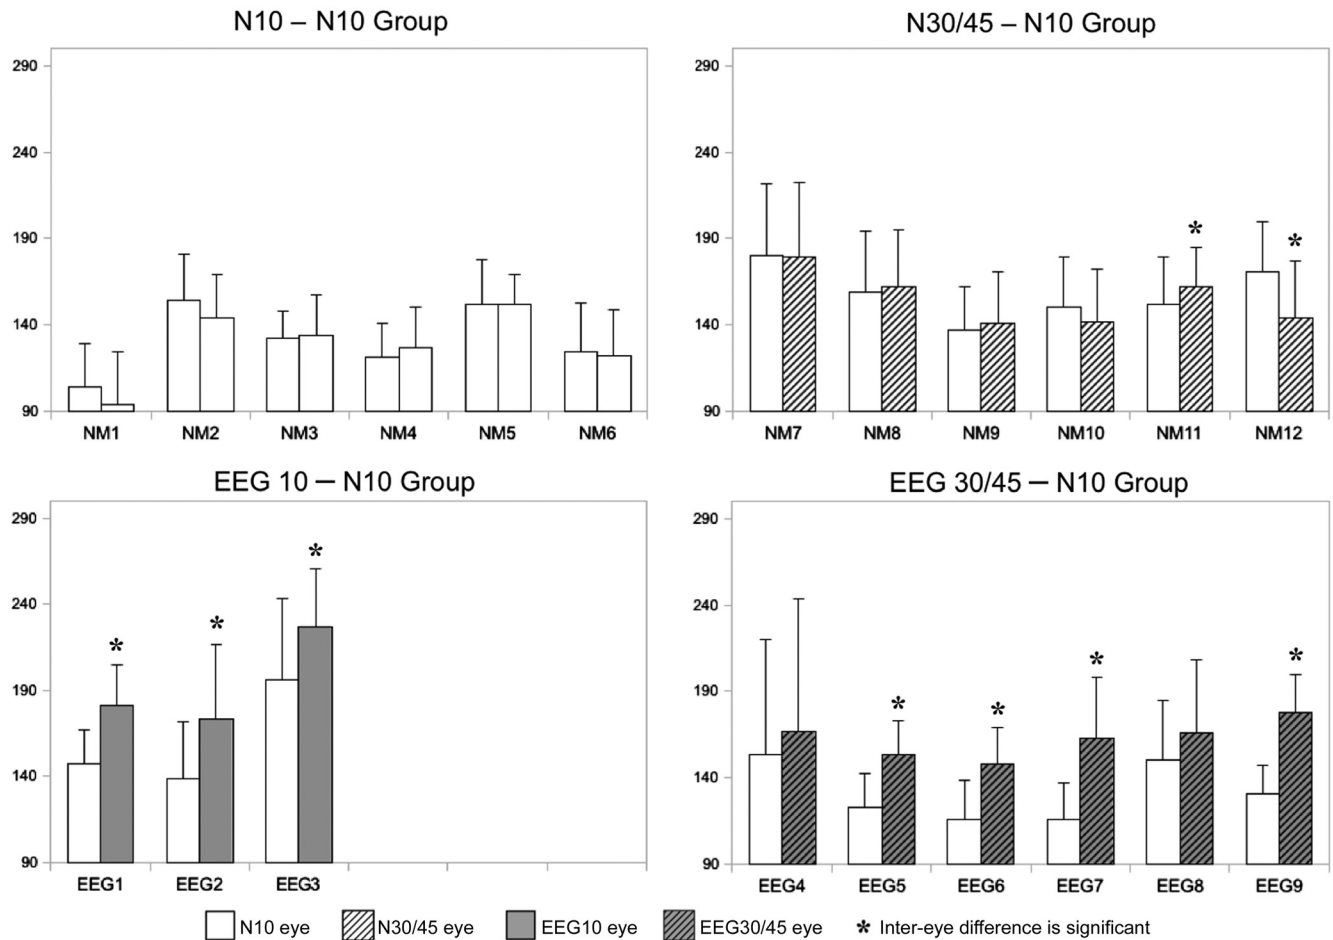 N10 – N10 Group
290
240
190
140
90
NM1 NM2 NM3 NM4 NM5 NM6
N30/45 – N10 Group
290
240
190
140
90
* *
NM7 NM8 NM9 NM10 NM11 NM12
EEG 10 – N10 Group
290
240
190
140
90
* * *
EEG1 EEG2 EEG3
EEG 30/45 – N10 Group
290
240
190
140
90
* * * *
EEG4 EEG5 EEG6 EEG7 EEG8 EEG9
N10 eye N30/45 eye EEG10 eye EEG30/45 eye * Inter-eye difference is significant